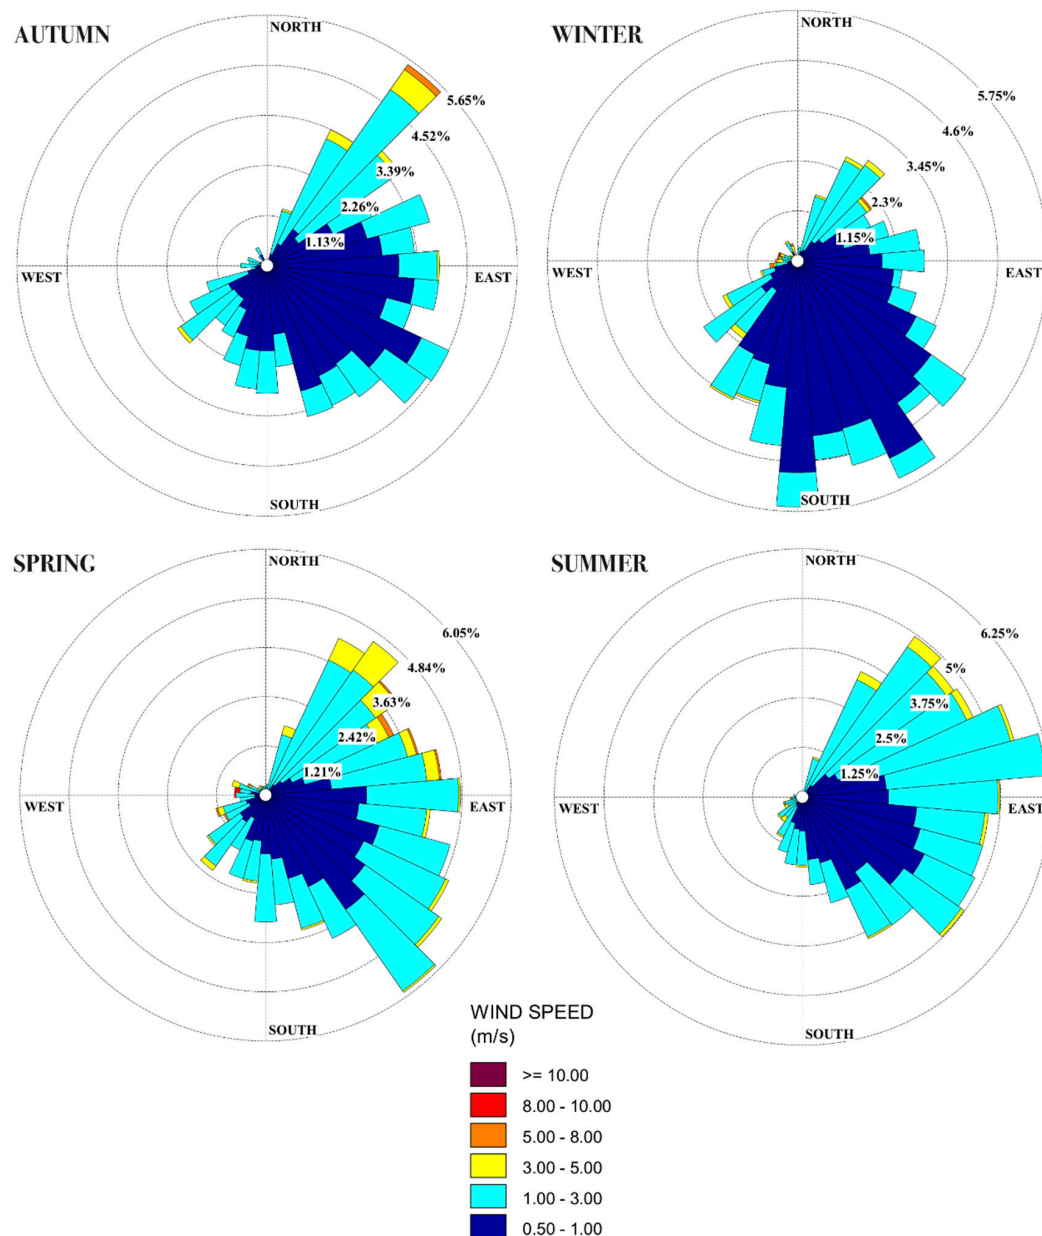 AUTUMN
NORTH
5.65%
4.52%
3.39%
2.26%
1.13%
WEST
EAST
SOUTH
WINTER
NORTH
5.75%
4.6%
3.45%
2.3%
1.15%
WEST
EAST
SOUTH
SPRING
NORTH
6.05%
4.84%
3.63%
2.42%
1.21%
WEST
EAST
SOUTH
SUMMER
NORTH
6.25%
5%
3.75%
2.5%
1.25%
WEST
EAST
SOUTH
WIND SPEED
(m/s)
>= 10.00
8.00 - 10.00
5.00 - 8.00
3.00 - 5.00
1.00 - 3.00
0.50 - 1.00